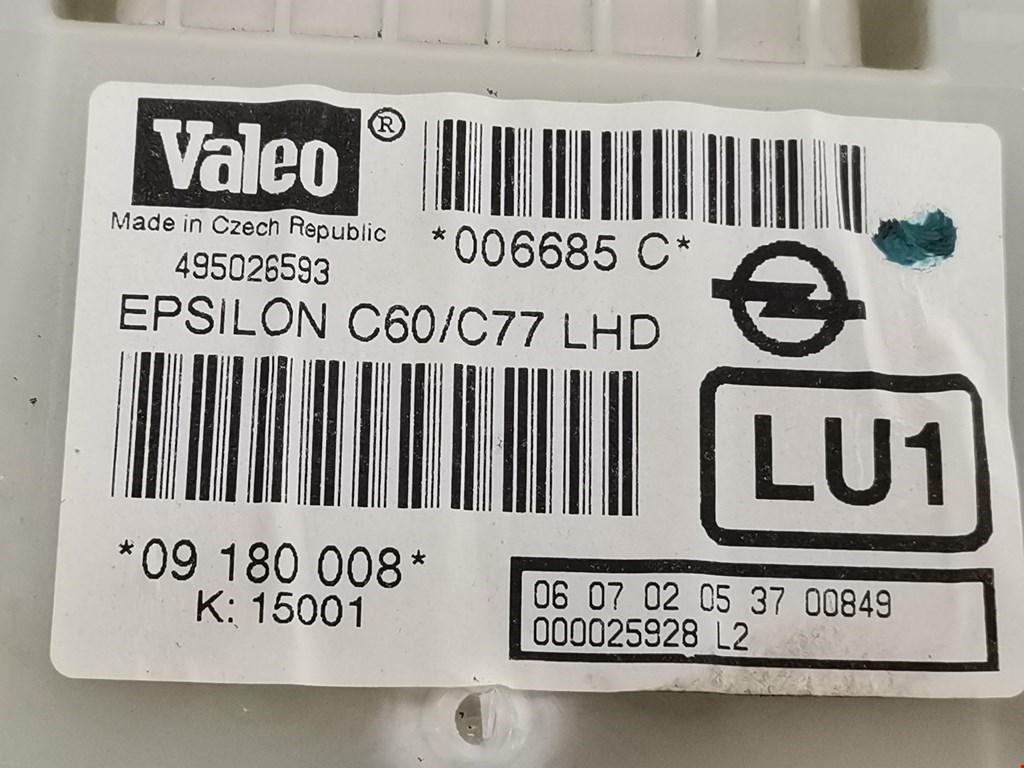 Valeo ®
Made in Czech Republic
495026593
*006685 C*
EPSILON C60/C77 LHD
LU1
*09 180 008*
K: 15001
06 07 02 05 37 00849
000025928 L2